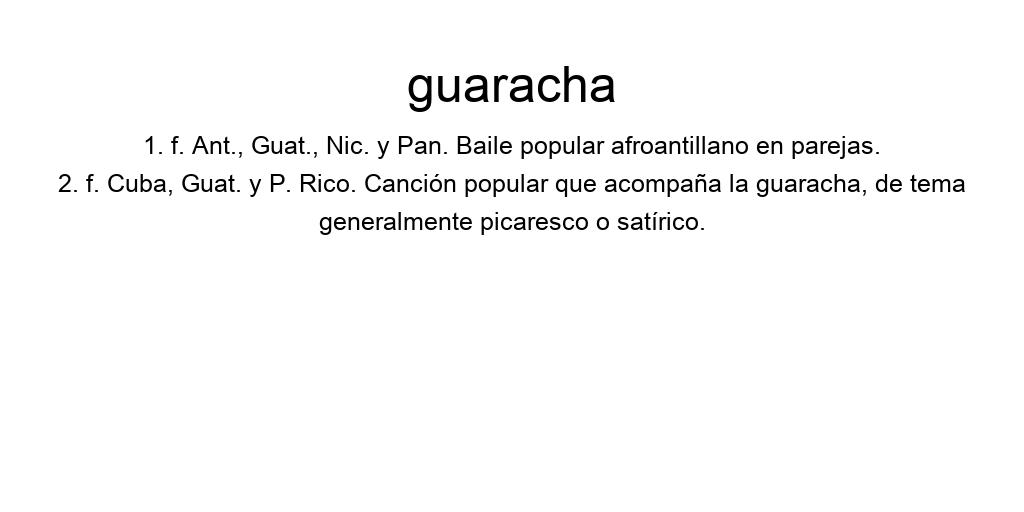 guaracha
1. f. Ant., Guat., Nic. y Pan. Baile popular afroantillano en parejas.
2. f. Cuba, Guat. y P. Rico. Canción popular que acompaña la guaracha, de tema
generalmente picaresco o satírico.